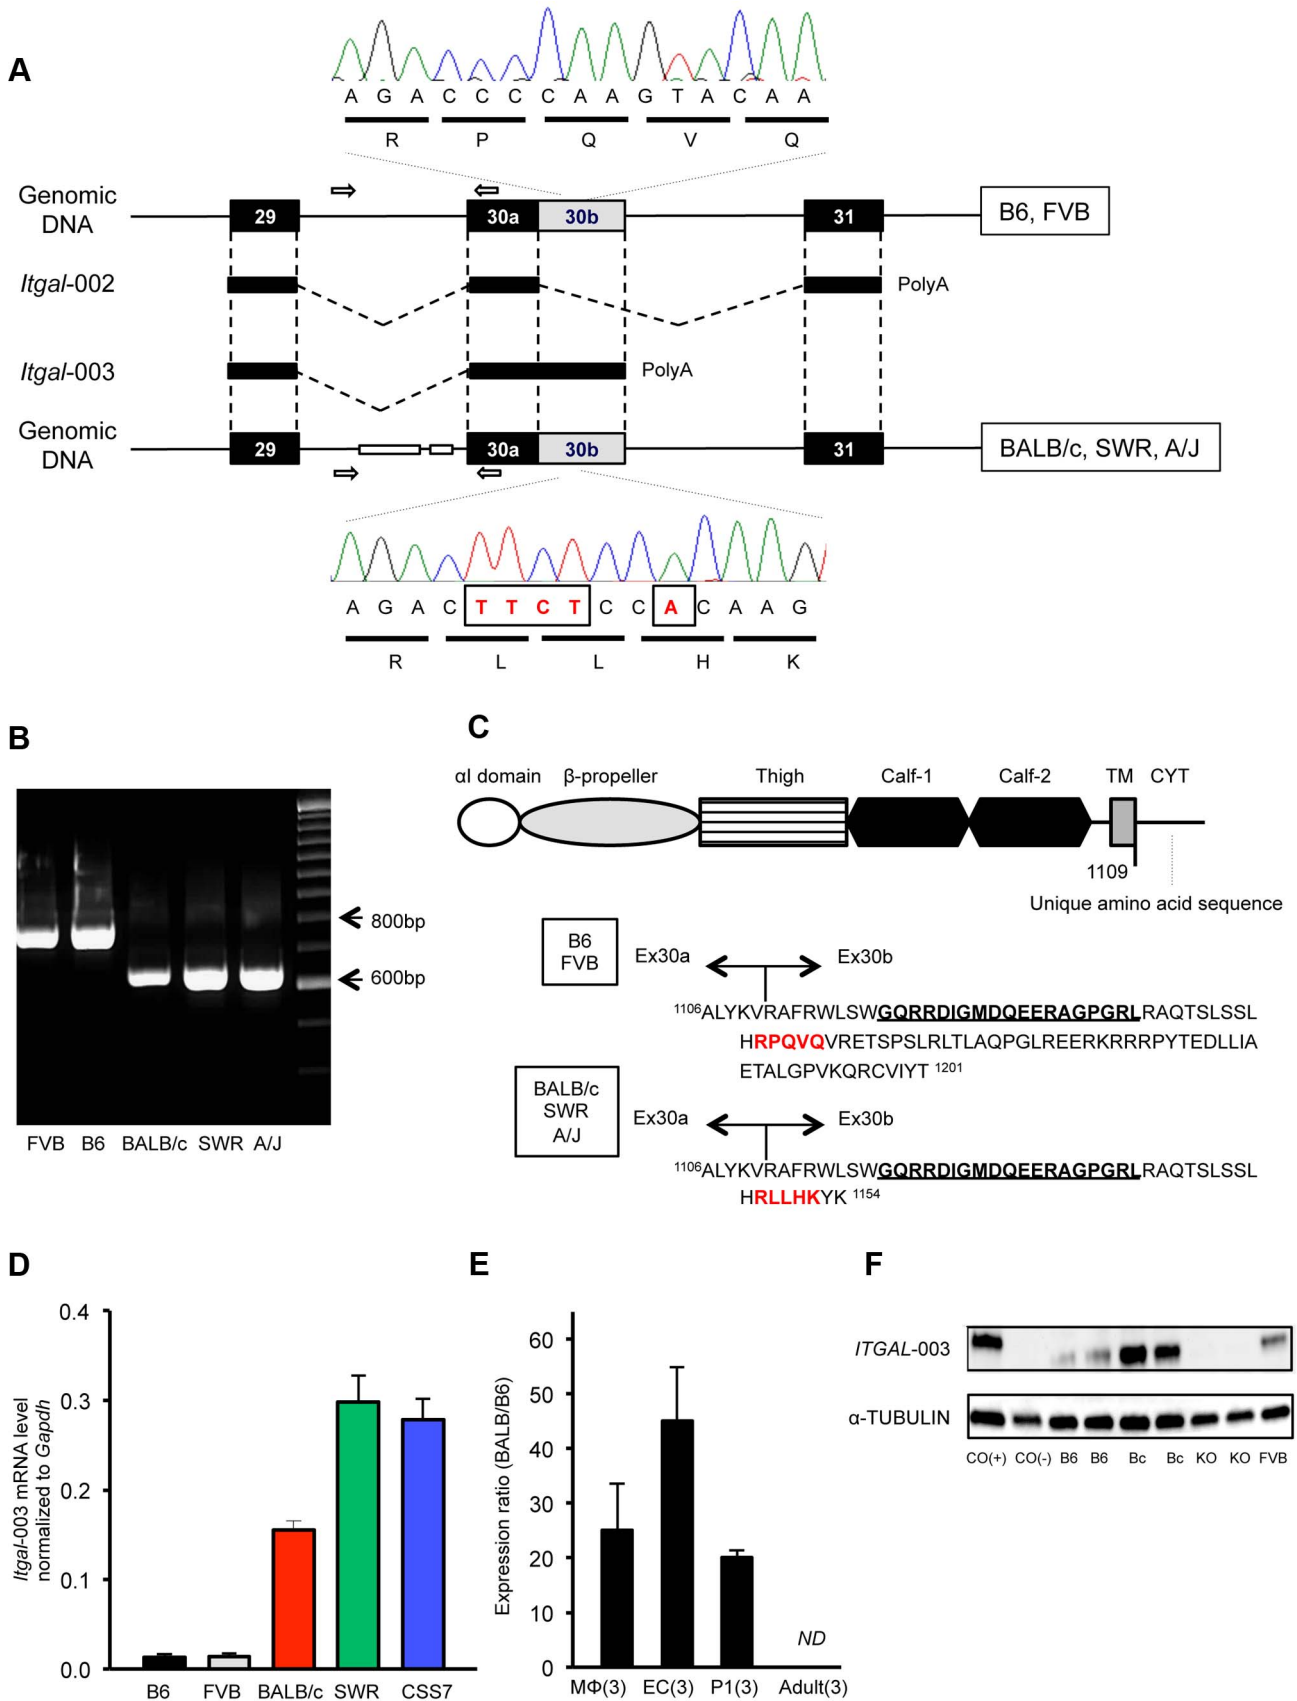 A
A G A C C C C A A G T A C A A
R P Q V Q
Genomic DNA
29 30a 30b 31
B6, FVB
Itgal-002
PolyA
Itgal-003
PolyA
Genomic DNA
29 30a 30b 31
BALB/c, SWR, A/J
A G A C T T C T C C A C A A G
R L L H K
B
800bp
600bp
FVB B6 BALB/c SWR A/J
C
αI domain β-propeller Thigh Calf-1 Calf-2 TM CYT
1109
Unique amino acid sequence
B6
FVB
Ex30a Ex30b
1106ALYKVRAFRWLSWGQRRDIGMDQEERAGPGRLRAQTSLSSL
HRPQVQVRETSPSLRLTLAQPGLREERKRRRPYTEDLLIA
ETALGPVKQRCVIYT 1201
BALB/c
SWR
A/J
Ex30a Ex30b
1106ALYKVRAFRWLSWGQRRDIGMDQEERAGPGRLRAQTSLSSL
HRLLHKYK 1154
D
Itgal-003 mRNA level
normalized to Gapdh
0.4
0.3
0.2
0.1
0.0
B6 FVB BALB/c SWR CSS7
E
Expression ratio (BALB/B6)
60
50
40
30
20
10
0
ND
MΦ(3) EC(3) P1(3) Adult(3)
F
ITGAL-003
α-TUBULIN
CO(+) CO(-) B6 B6 Bc Bc KO KO FVB